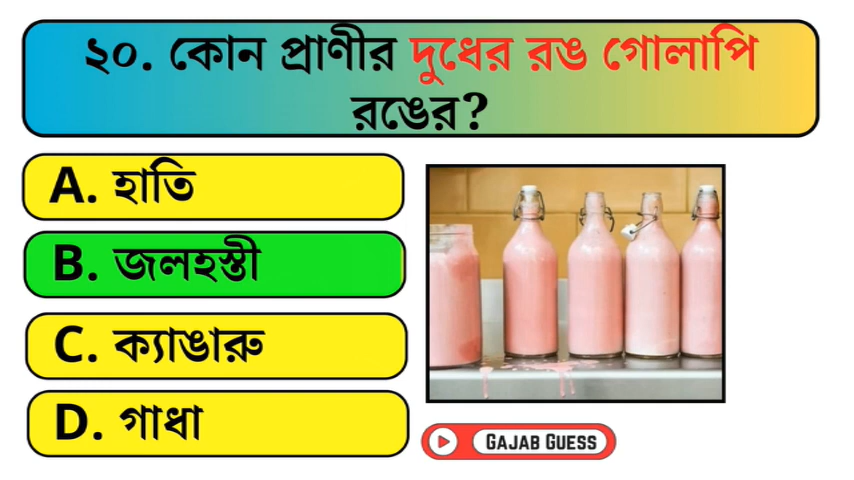 ২০. কোন প্রাণীর দুধের রঙ গোলাপি
রঙের?
A. হাতি
B. জলহস্তী
C. ক্যাঙারু
D. গাধা
GAJAB GUESS